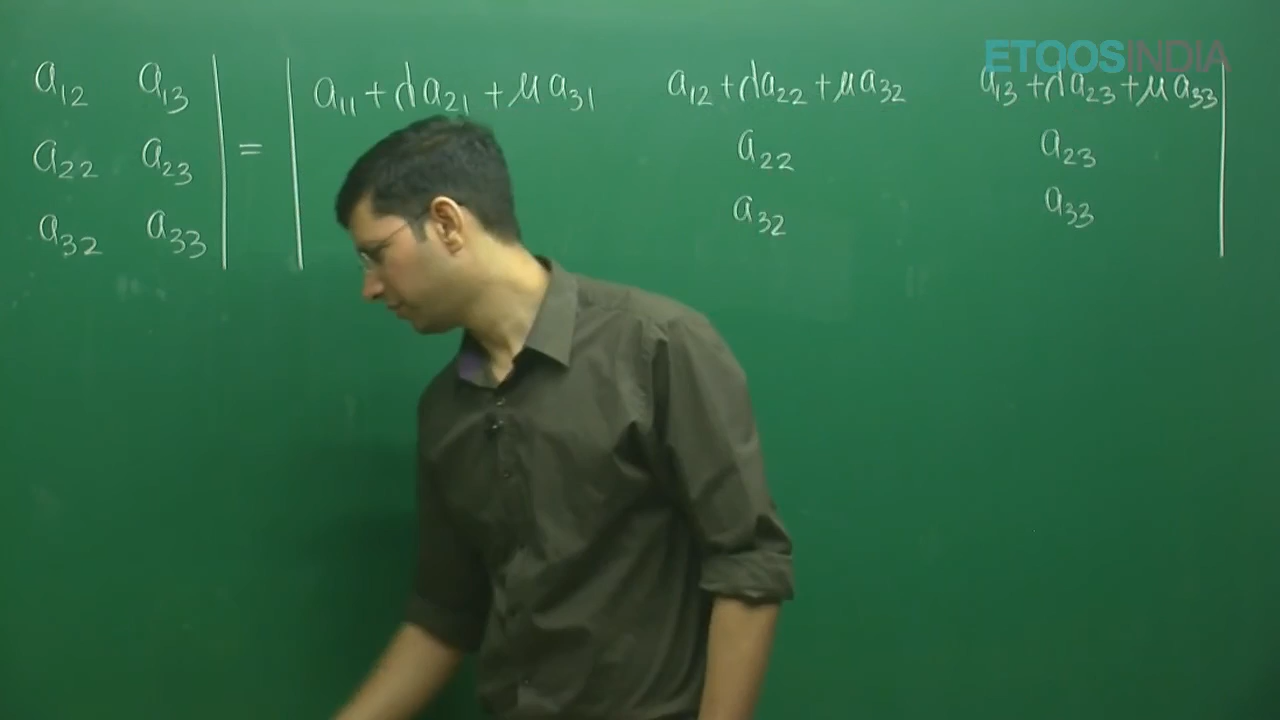 ETOOSINDIA
a₁₂ a₁₃ | = | a₁₁ + λa₂₁ + μa₃₁ a₁₂ + λa₂₂ + μa₃₂ a₁₃ + λa₂₃ + μa₃₃ |
a₂₂ a₂₃ a₂₂ a₂₃
a₃₂ a₃₃ a₃₂ a₃₃